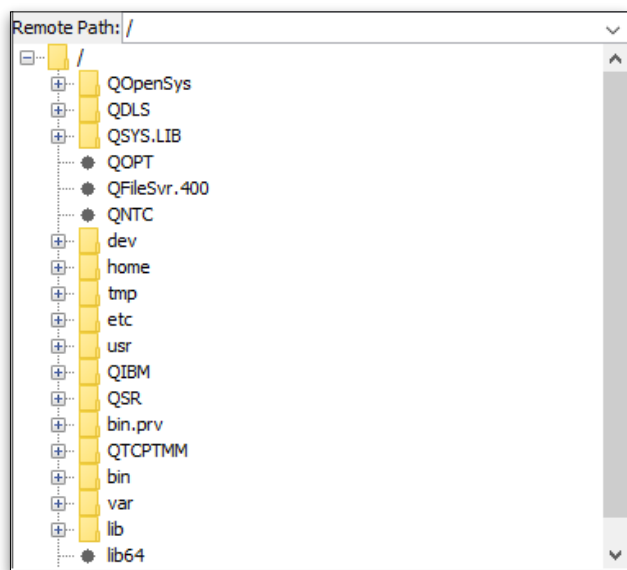 Remote Path: /
/
QOpenSys
QDLS
QSYS.LIB
QOPT
QFileSvr.400
QNTC
dev
home
tmp
etc
usr
QIBM
QSR
bin.prv
QTCPTMM
bin
var
lib
lib64